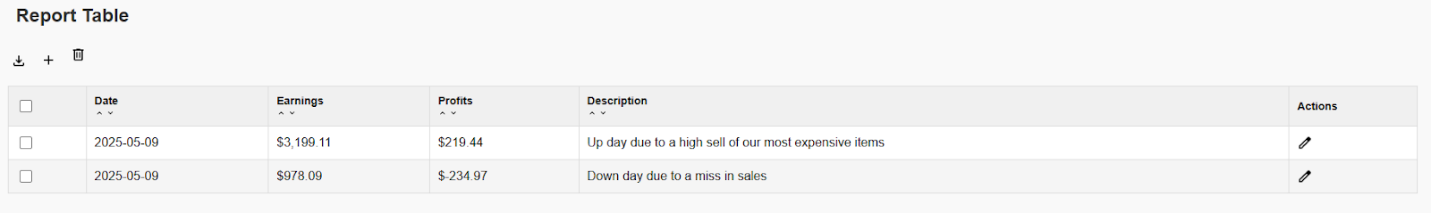 Report Table
Date Earnings Profits Description Actions
2025-05-09 $3,199.11 $219.44 Up day due to a high sell of our most expensive items
2025-05-09 $978.09 $-234.97 Down day due to a miss in sales